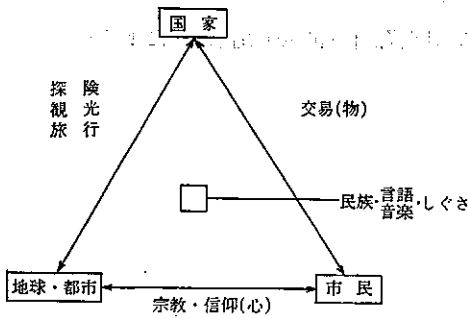 国家
探険
観光
旅行
交易(物)
民族・言語音楽・しぐさ
地球・都市
市民
宗教・信仰(心)